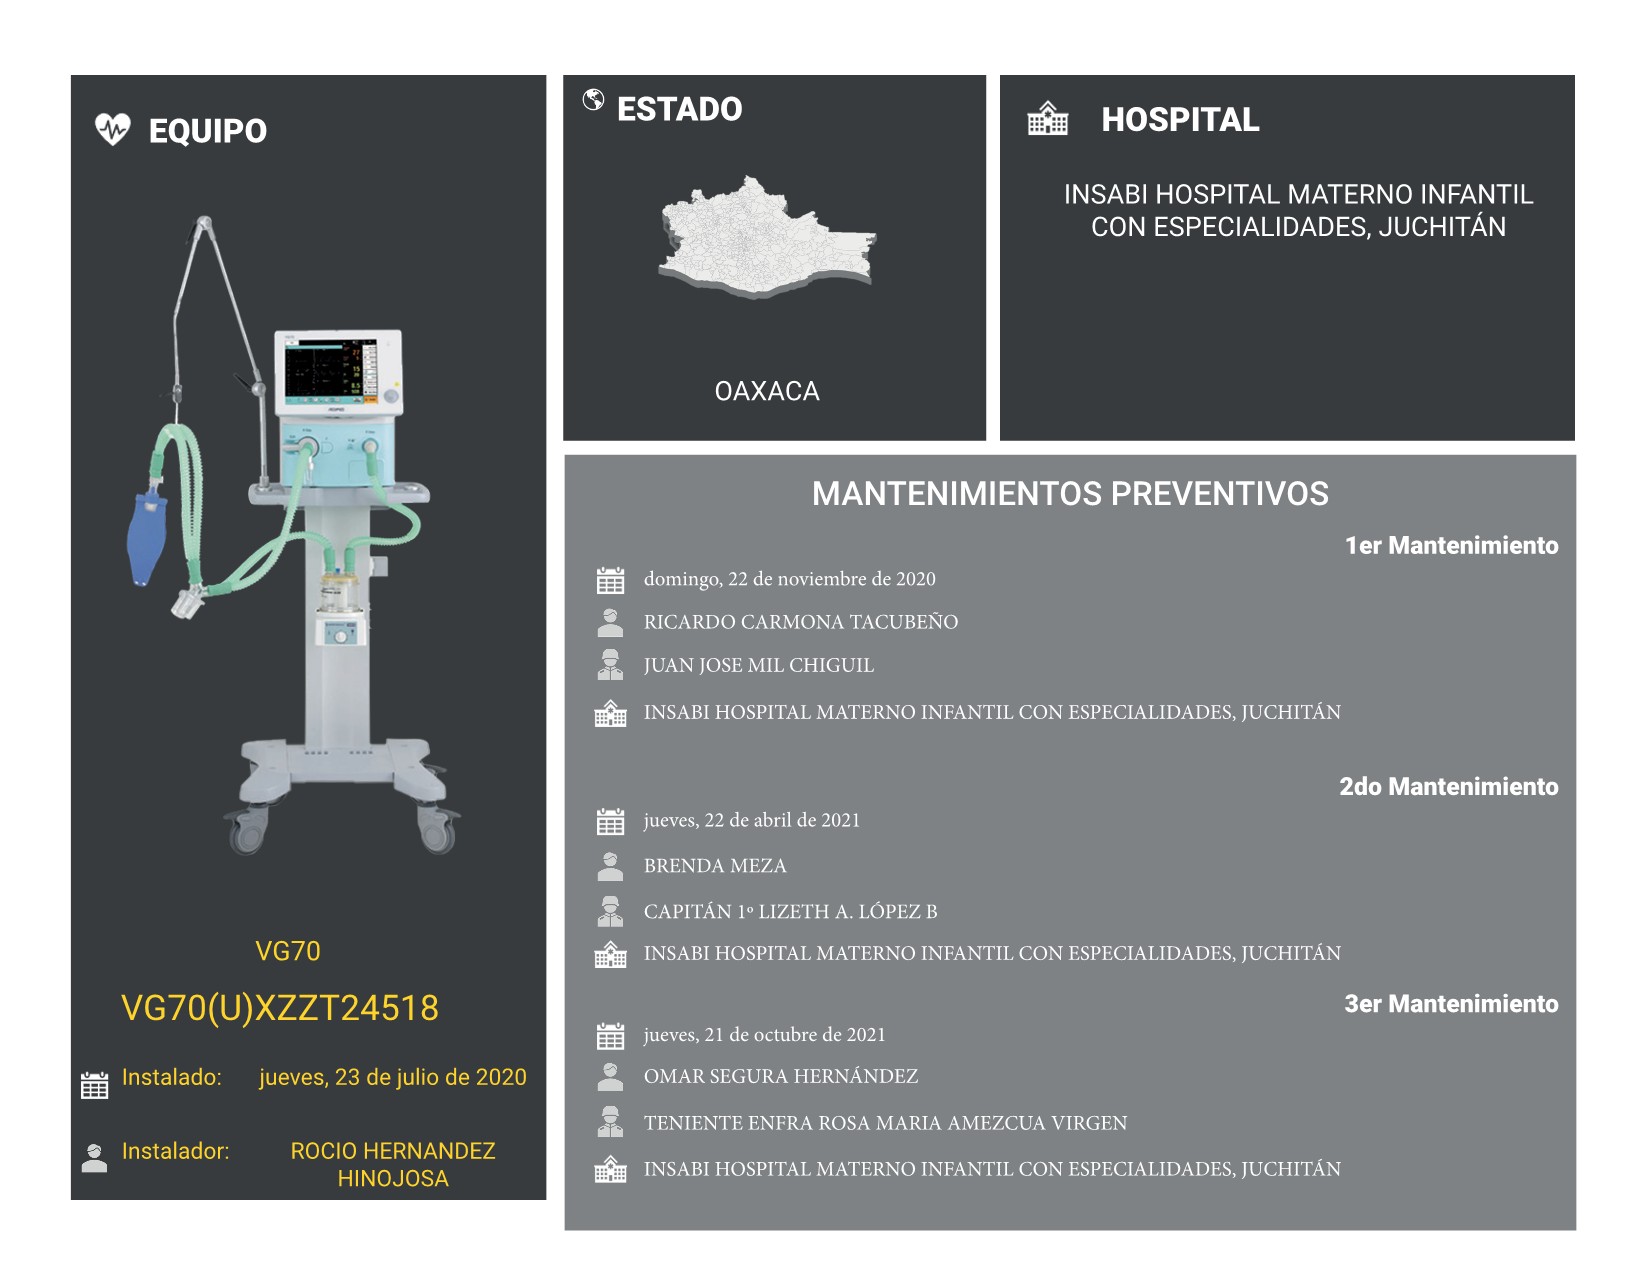 EQUIPO
VG70
VG70(U)XZZT24518
Instalado: jueves, 23 de julio de 2020
Instalador: ROCIO HERNANDEZ
HINOJOSA
ESTADO
OAXACA
HOSPITAL
INSABI HOSPITAL MATERNO INFANTIL
CON ESPECIALIDADES, JUCHITÁN
MANTENIMIENTOS PREVENTIVOS
1er Mantenimiento
domingo, 22 de noviembre de 2020
RICARDO CARMONA TACUBEÑO
JUAN JOSE MIL CHIGUIL
INSABI HOSPITAL MATERNO INFANTIL CON ESPECIALIDADES, JUCHITÁN
2do Mantenimiento
jueves, 22 de abril de 2021
BRENDA MEZA
CAPITÁN 1º LIZETH A. LÓPEZ B
INSABI HOSPITAL MATERNO INFANTIL CON ESPECIALIDADES, JUCHITÁN
3er Mantenimiento
jueves, 21 de octubre de 2021
OMAR SEGURA HERNÁNDEZ
TENIENTE ENFRA ROSA MARIA AMEZCUA VIRGEN
INSABI HOSPITAL MATERNO INFANTIL CON ESPECIALIDADES, JUCHITÁN